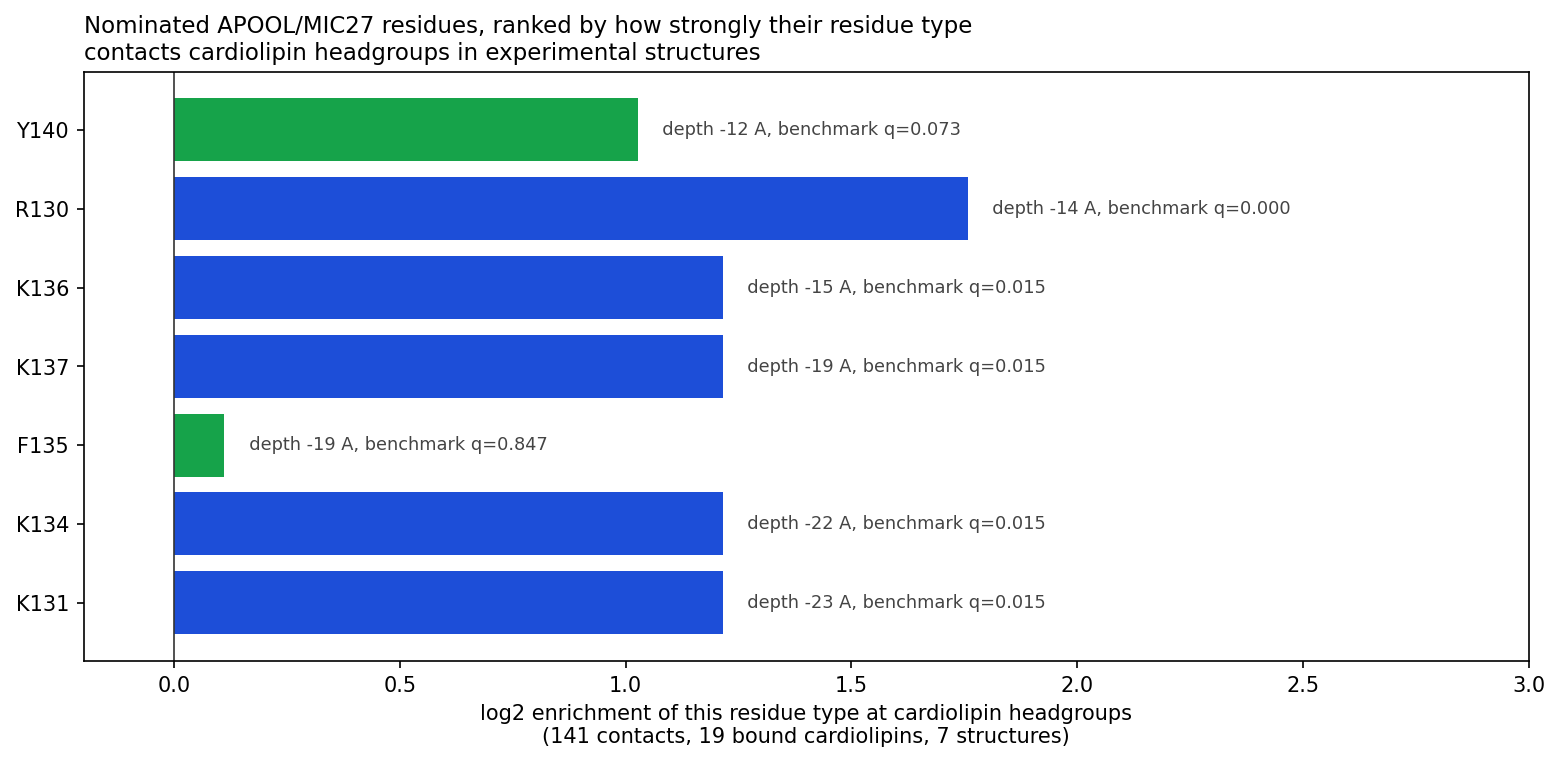 Nominated APOOL/MIC27 residues, ranked by how strongly their residue type
contacts cardiolipin headgroups in experimental structures
Y140
depth -12 A, benchmark q=0.073
R130
depth -14 A, benchmark q=0.000
K136
depth -15 A, benchmark q=0.015
K137
depth -19 A, benchmark q=0.015
F135
depth -19 A, benchmark q=0.847
K134
depth -22 A, benchmark q=0.015
K131
depth -23 A, benchmark q=0.015
0.0 0.5 1.0 1.5 2.0 2.5 3.0
log2 enrichment of this residue type at cardiolipin headgroups
(141 contacts, 19 bound cardiolipins, 7 structures)